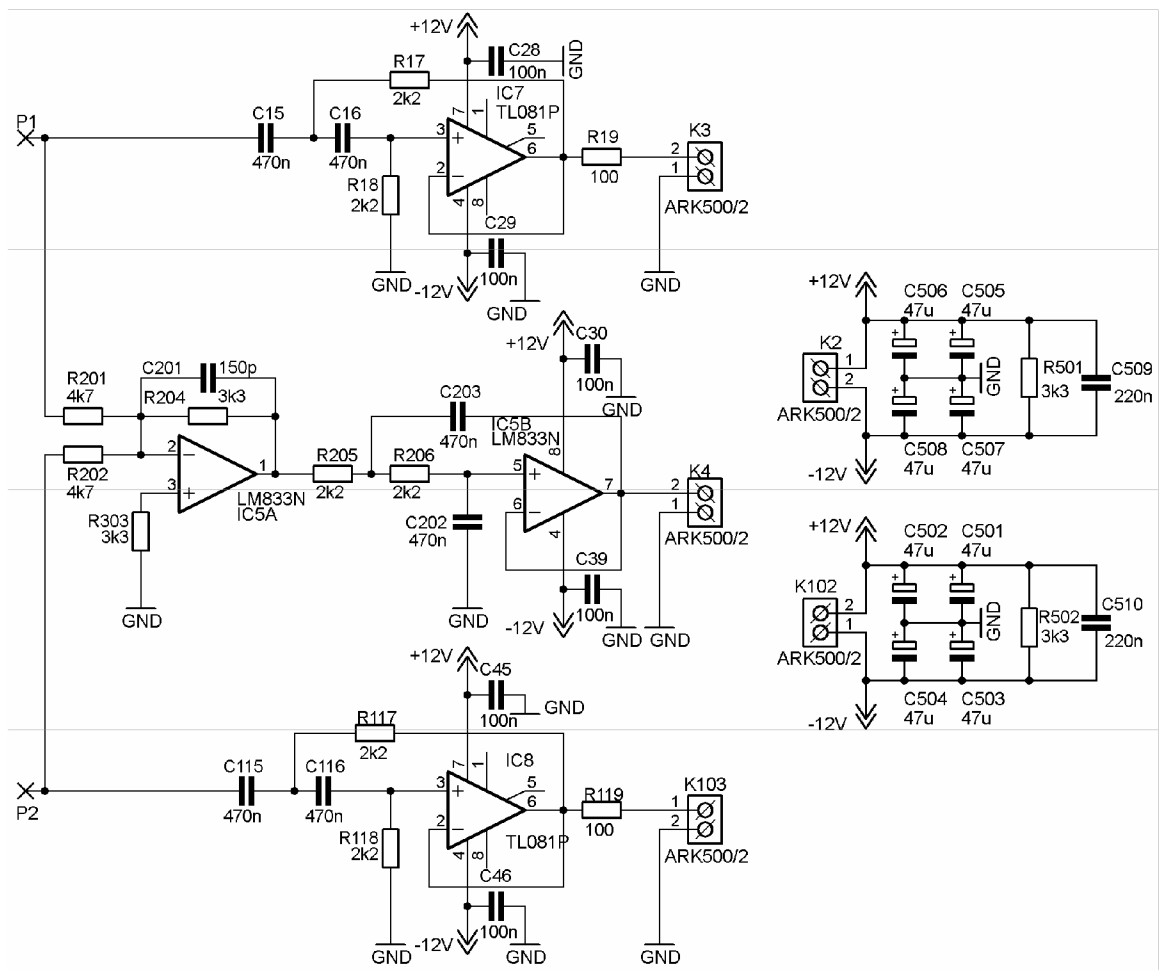 +12V
C28
100n
GND
R17
2k2
IC7
TL081P
7
1
P1
C15
470n
C16
470n
3
+
2
−
5
6
4
8
R18
2k2
GND
R19
100
K3
2
1
ARK500/2
GND
C29
100n
GND
-12V
+12V
C30
100n
GND
C201
150p
R201
4k7
R204
3k3
R202
4k7
2
−
3
+
1
LM833N
IC5A
R303
3k3
GND
R205
2k2
R206
2k2
C203
470n
IC5B
LM833N
8
5
+
6
−
7
4
C202
470n
GND
C39
100n
GND
-12V
K4
2
1
ARK500/2
GND
+12V
C506
47u
C505
47u
+
+
K2
1
2
ARK500/2
GND
R501
3k3
C509
220n
+
+
C508
47u
C507
47u
-12V
+12V
C502
47u
C501
47u
+
+
K102
2
1
ARK500/2
GND
R502
3k3
C510
220n
+
+
C504
47u
C503
47u
-12V
+12V
C45
100n
GND
R117
2k2
IC8
7
1
P2
C115
470n
C116
470n
3
+
2
−
5
6
4
8
TL081P
R118
2k2
GND
R119
100
K103
1
2
ARK500/2
GND
C46
100n
GND
-12V